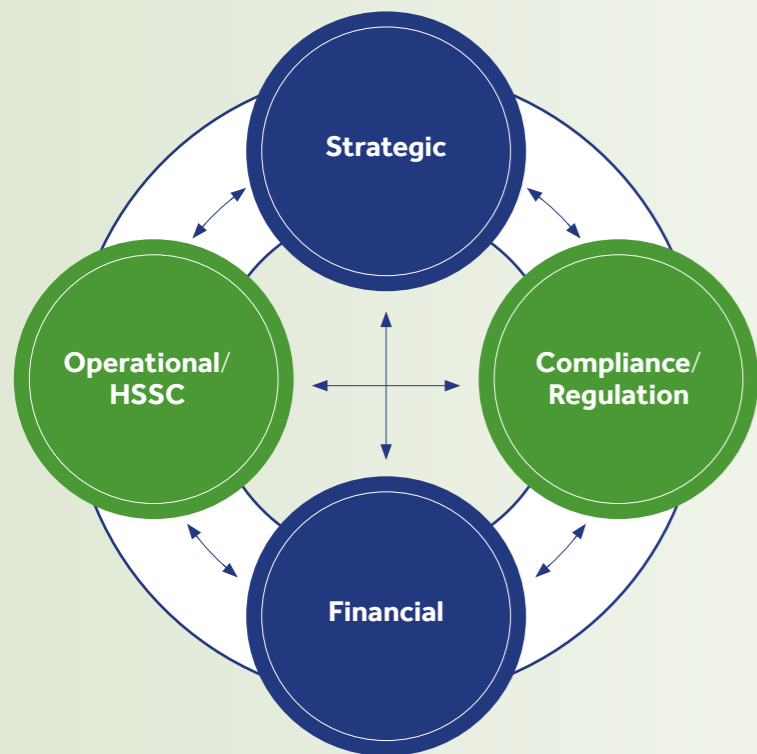 Strategic
Operational/
HSSC
Compliance/
Regulation
Financial